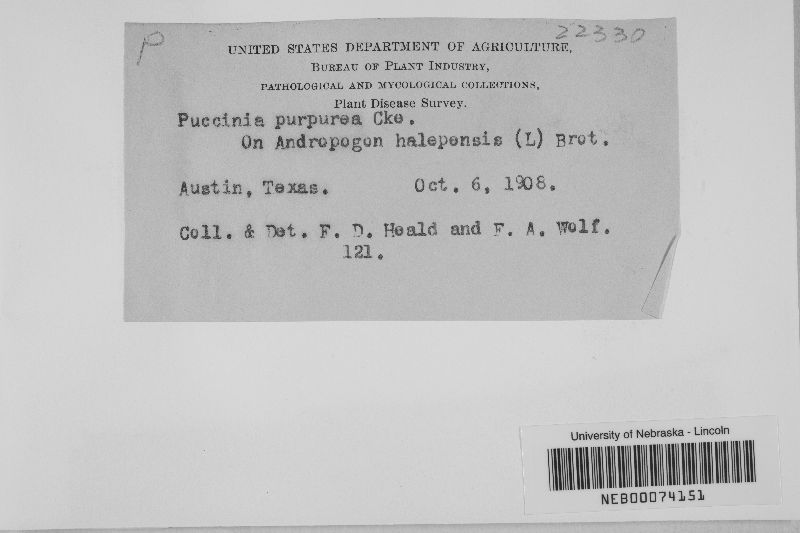 P
22330
UNITED STATES DEPARTMENT OF AGRICULTURE,
BUREAU OF PLANT INDUSTRY,
PATHOLOGICAL AND MYCOLOGICAL COLLECTIONS,
Plant Disease Survey.
Puccinia purpurea Cke.
On Andropogon halepensis (L) Brot.
Austin, Texas. Oct. 6, 1908.
Coll. & Det. F. D. Heald and F. A. Wolf.
121.
University of Nebraska - Lincoln
NEB00074151